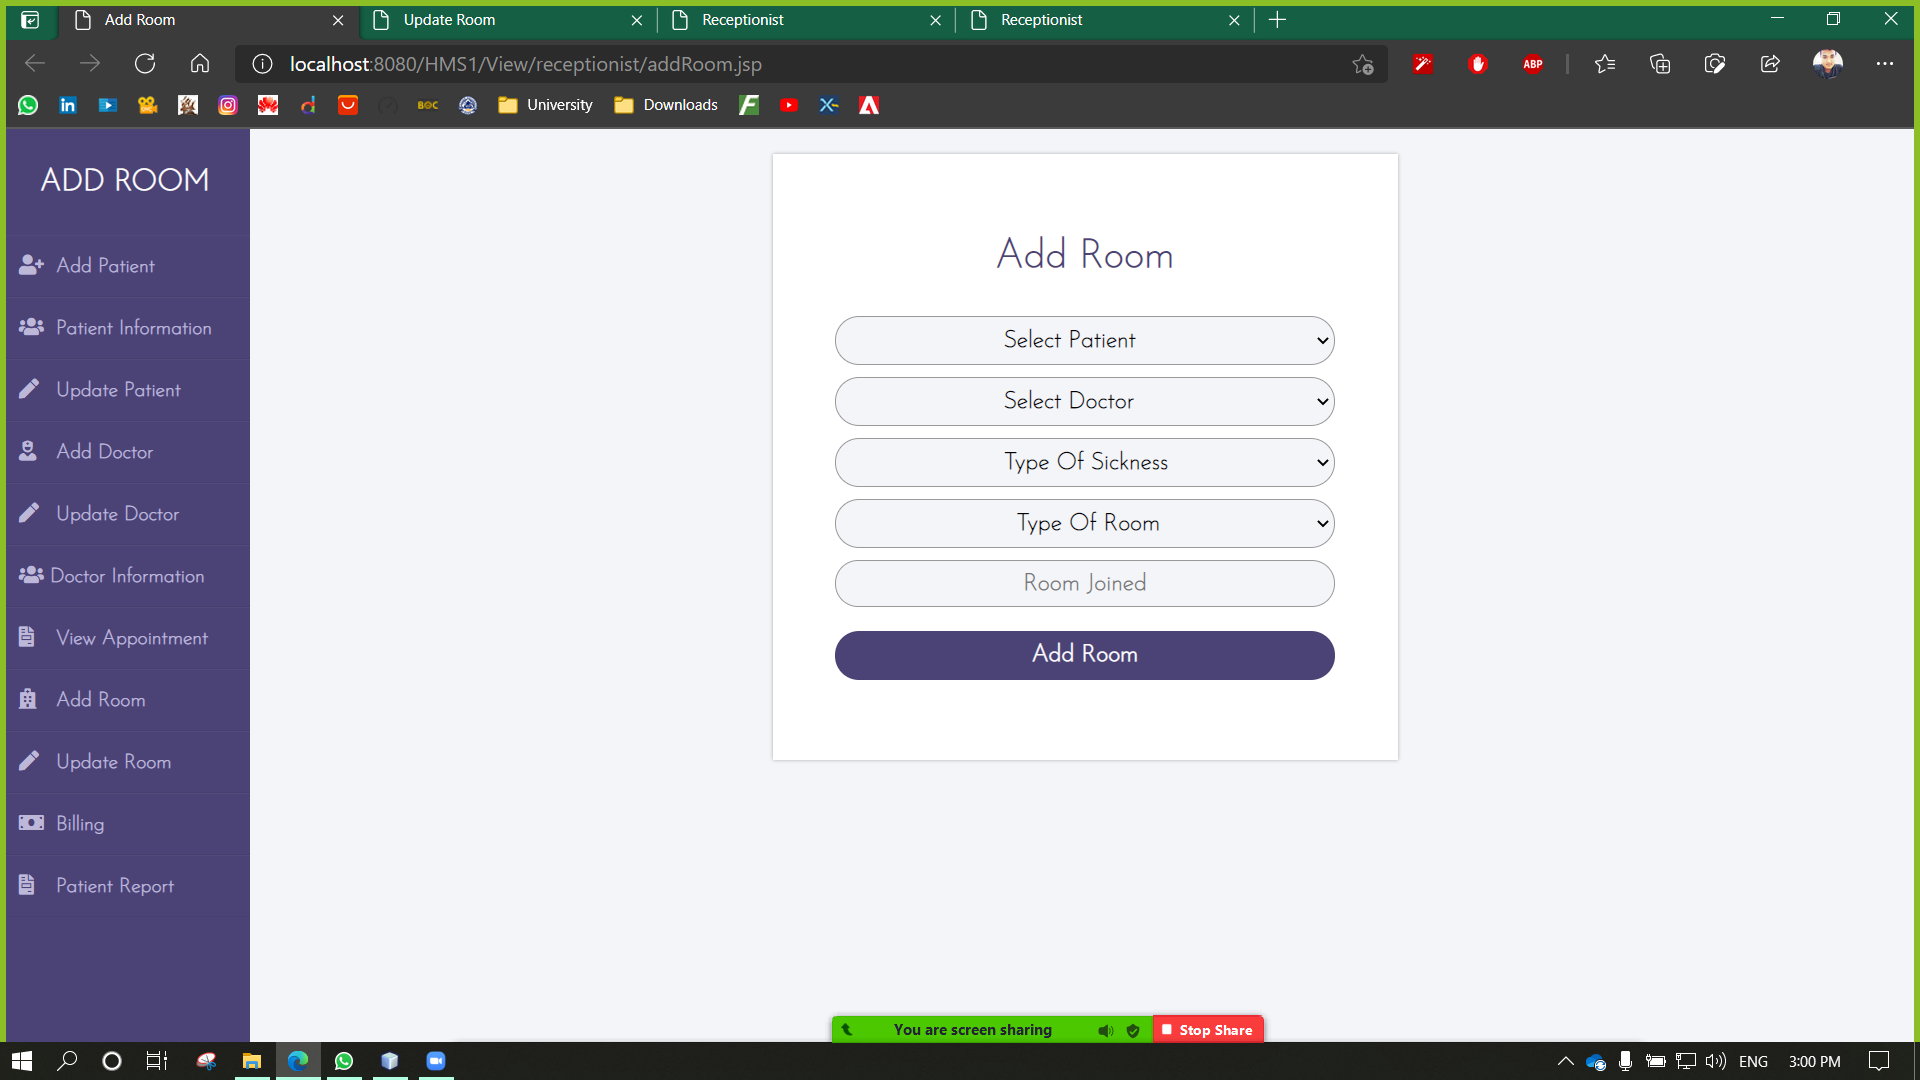 Add Room
Update Room
Receptionist
Receptionist
localhost:8080/HMS1/View/receptionist/addRoom.jsp
ABP
BOC
University
Downloads
ADD ROOM
Add Patient
Patient Information
Update Patient
Add Doctor
Update Doctor
Doctor Information
View Appointment
Add Room
Update Room
Billing
Patient Report
Add Room
Select Patient
Select Doctor
Type Of Sickness
Type Of Room
Room Joined
Add Room
You are screen sharing
Stop Share
ENG
3:00 PM